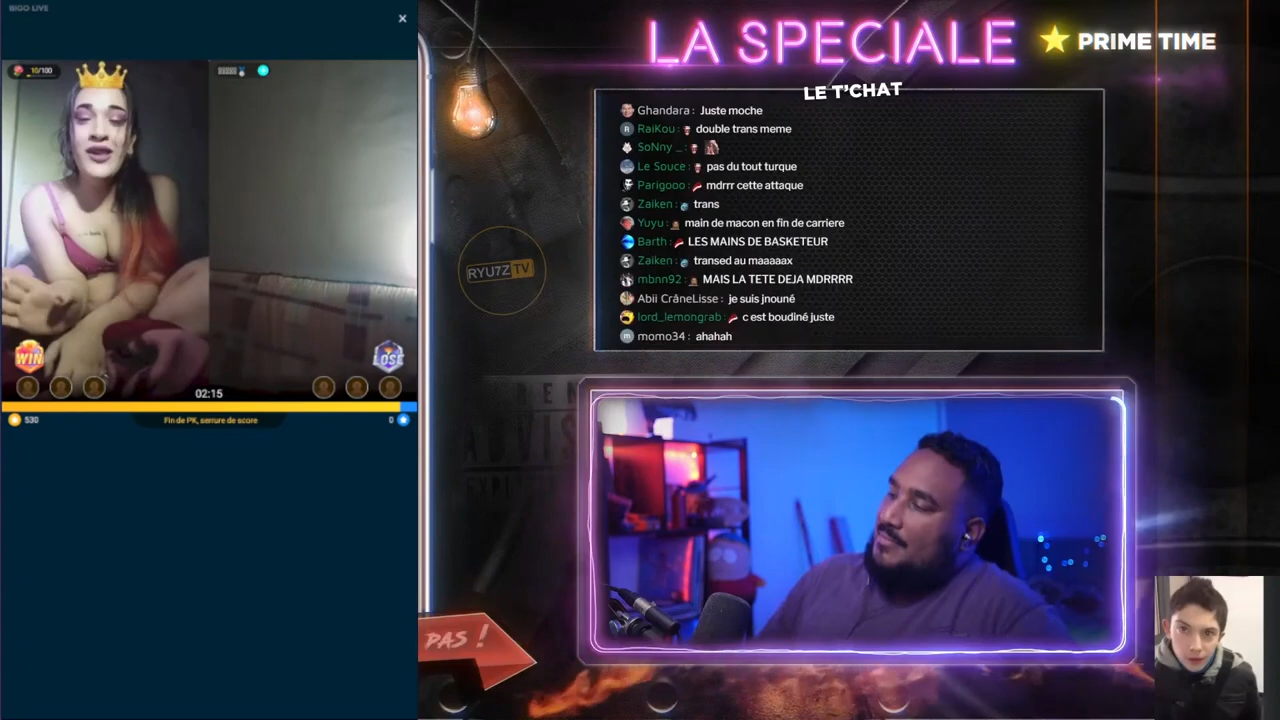 BIGO LIVE
10/100
WIN
LOSE
02:15
530
Fin de PK, serrure de score
0
RYU7Z TV
PAS !
LA SPECIALE
PRIME TIME
LE T'CHAT
Ghandara : Juste moche
R RaiKou : double trans meme
SoNny _ :
Le Souce : pas du tout turque
Parigooo : mdrrr cette attaque
Zaiken : trans
Yuyu : main de macon en fin de carriere
Barth : LES MAINS DE BASKETEUR
Zaiken : transed au maaaaax
mbnn92 : MAIS LA TETE DEJA MDRRRR
Abii CrâneLisse : je suis jnouné
lord_lemongrab : c est boudiné juste
m momo34 : ahahah